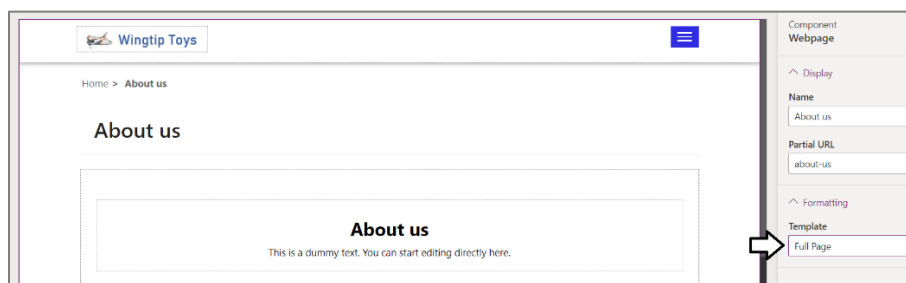 Wingtip Toys
Home > About us
About us
About us
This is a dummy text. You can start editing directly here.
Component
Webpage
Display
Name
About us
Partial URL
about-us
Formatting
Template
Full Page